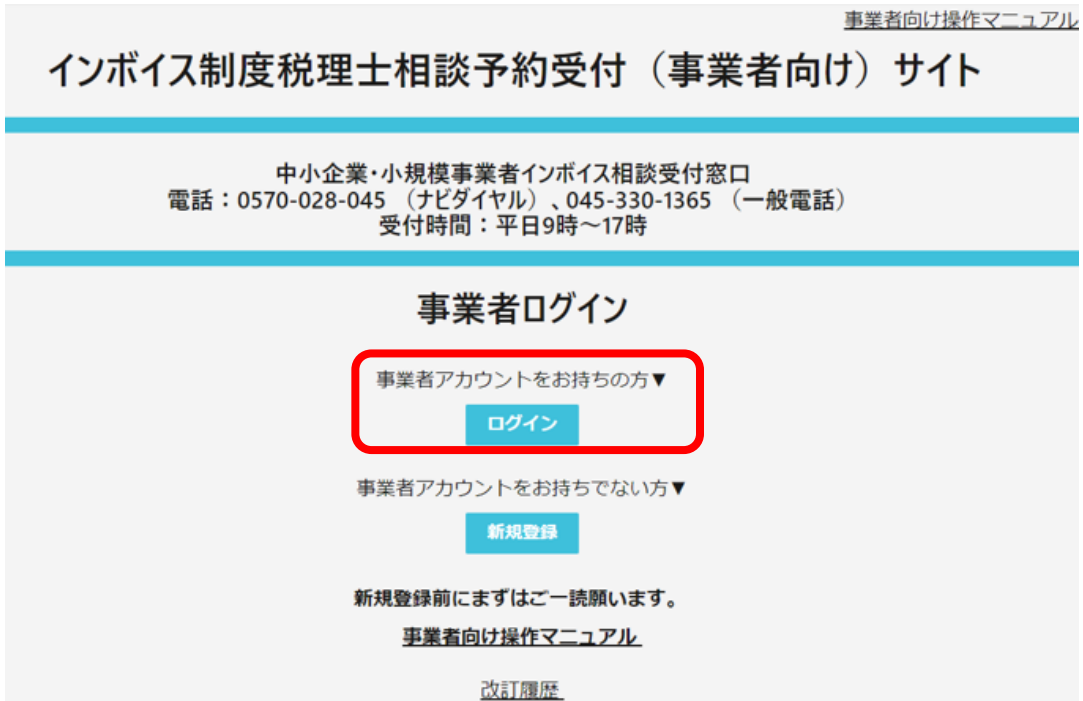 事業者向け操作マニュアル
インボイス制度税理士相談予約受付（事業者向け）サイト
中小企業・小規模事業者インボイス相談受付窓口
電話：0570-028-045 （ナビダイヤル）、045-330-1365 （一般電話）
受付時間：平日9時～17時
事業者ログイン
事業者アカウントをお持ちの方▼
ログイン
事業者アカウントをお持ちでない方▼
新規登録
新規登録前にまずはご一読願います。
事業者向け操作マニュアル
改訂履歴